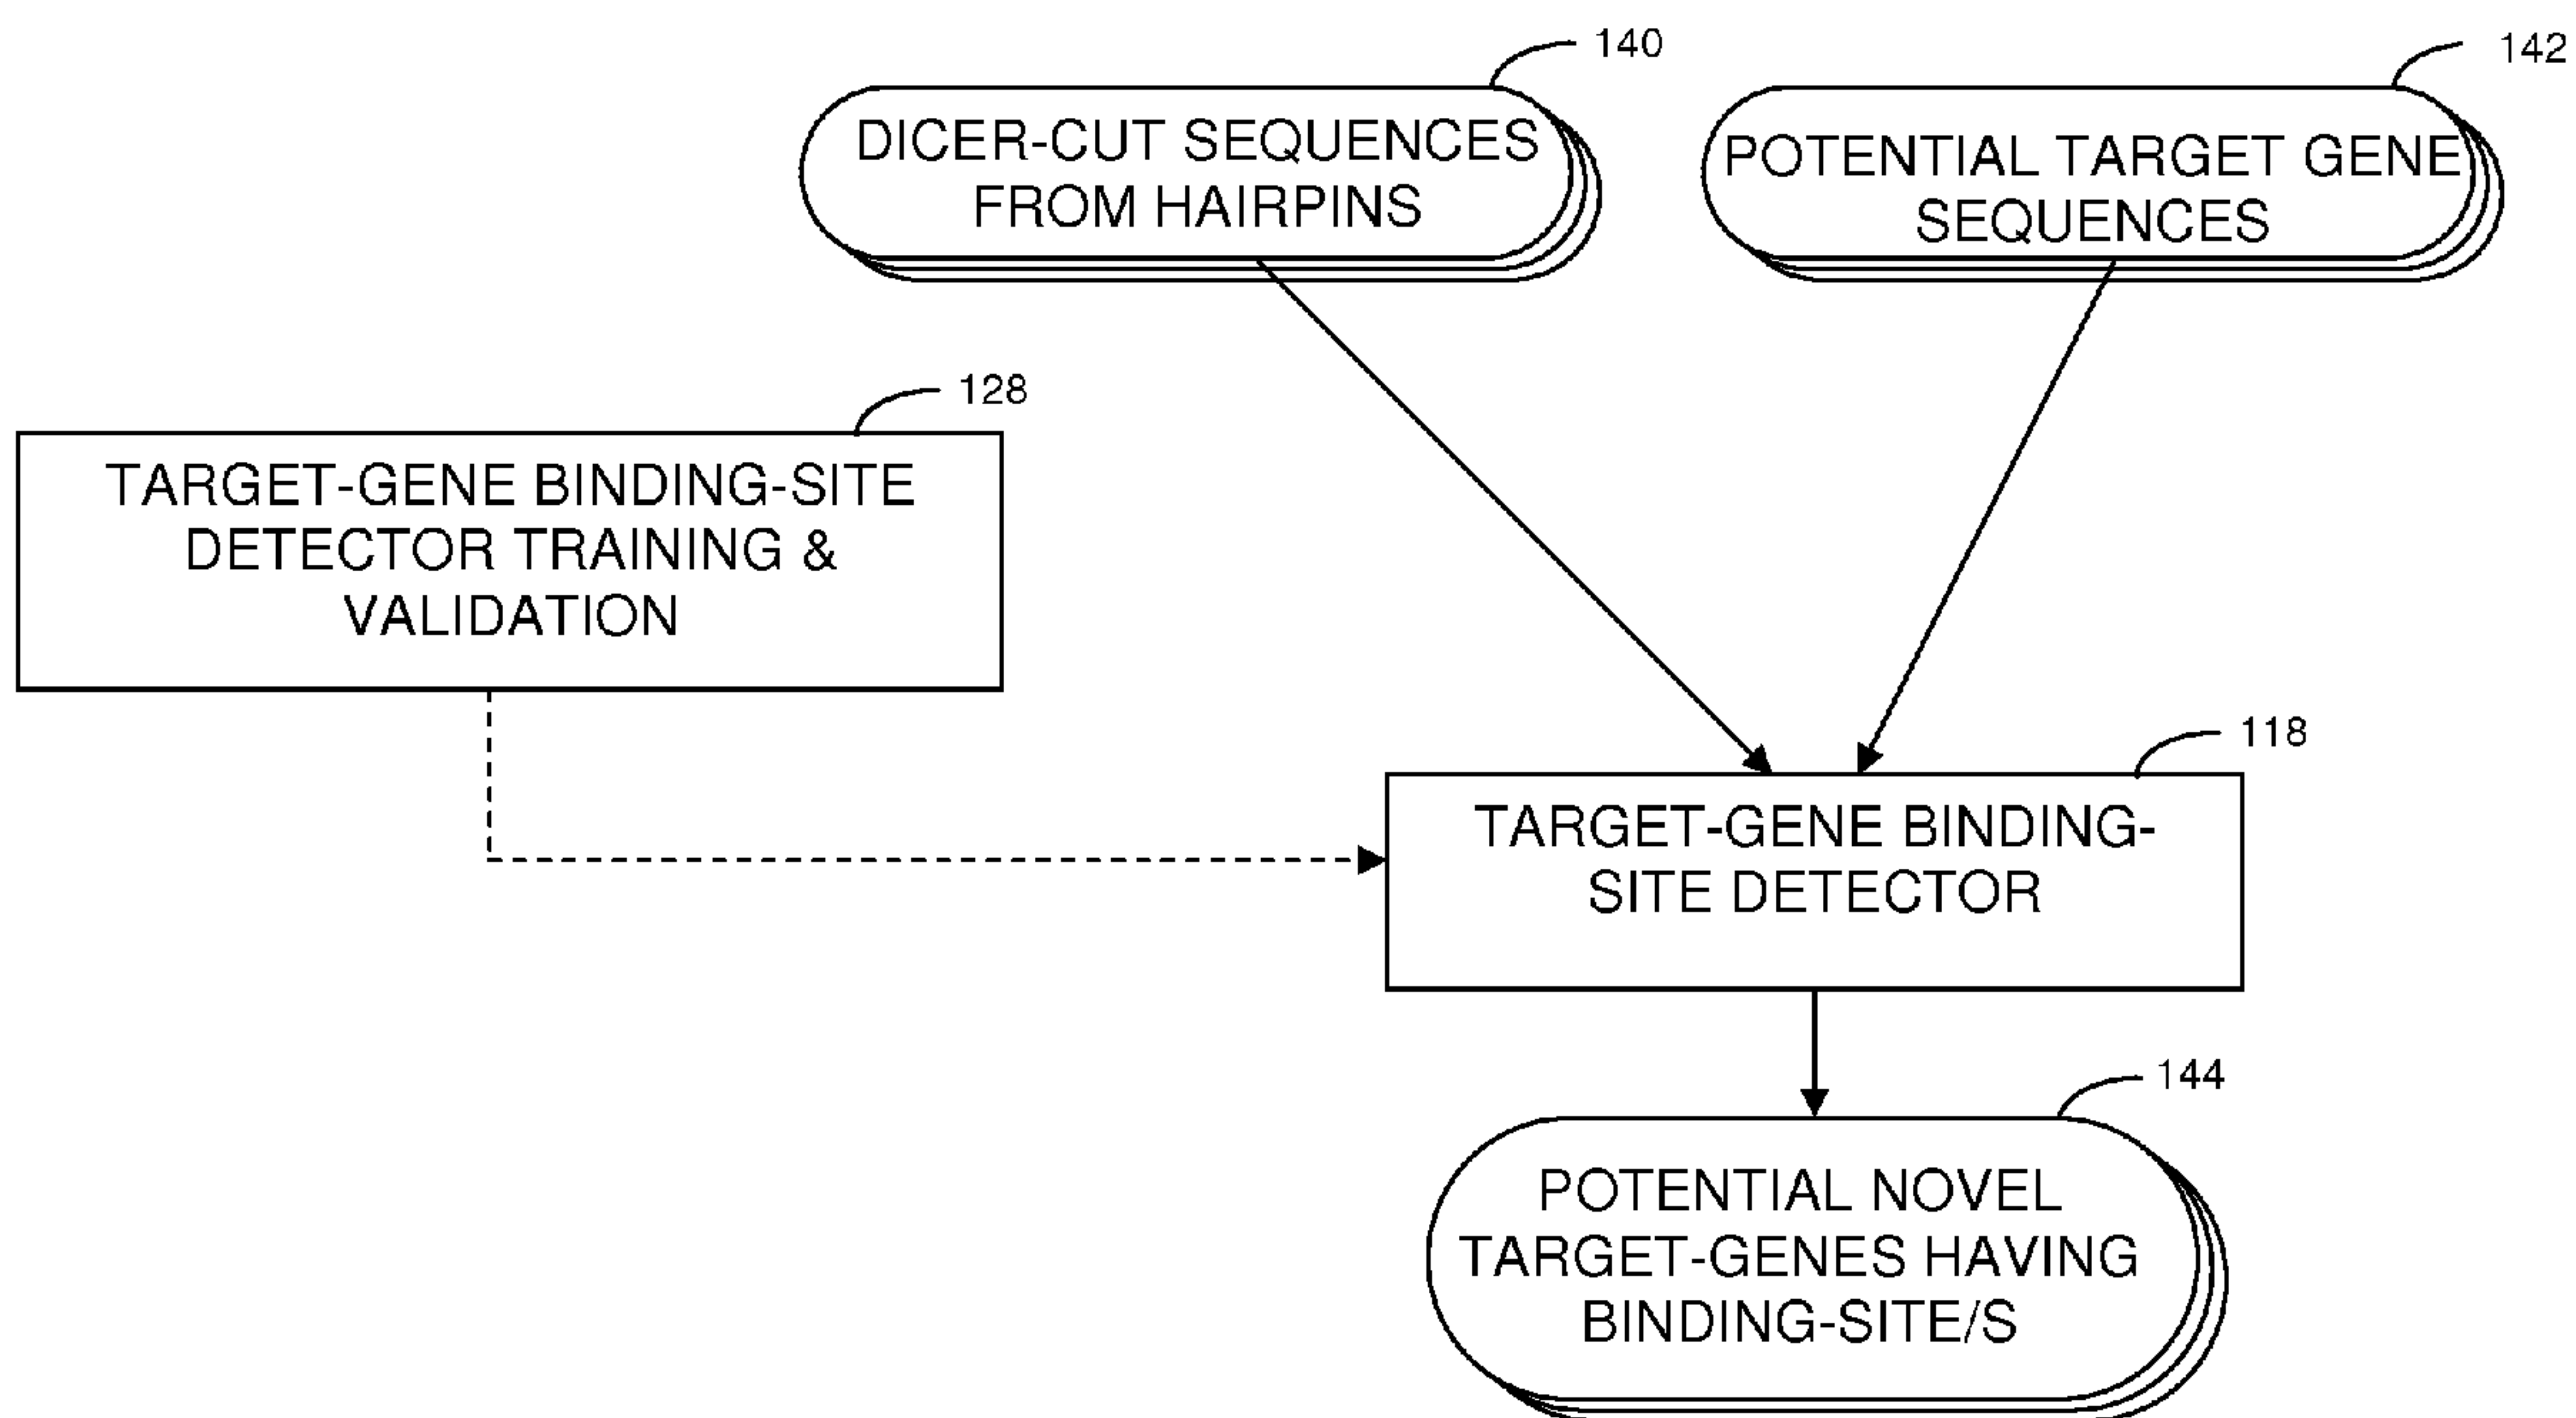 140
142
DICER-CUT SEQUENCES
FROM HAIRPINS
POTENTIAL TARGET GENE
SEQUENCES
128
TARGET-GENE BINDING-SITE
DETECTOR TRAINING &
VALIDATION
118
TARGET-GENE BINDING-
SITE DETECTOR
144
POTENTIAL NOVEL
TARGET-GENES HAVING
BINDING-SITE/S